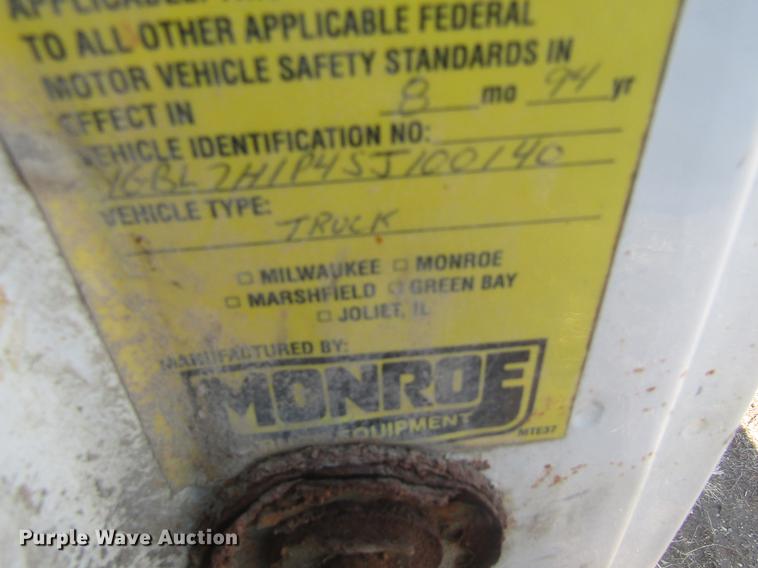 TO ALL OTHER APPLICABLE FEDERAL
MOTOR VEHICLE SAFETY STANDARDS IN
EFFECT IN 8 mo 94 yr
VEHICLE IDENTIFICATION NO:
1GBL7H1P4SJ100140
VEHICLE TYPE:
TRUCK
□ MILWAUKEE □ MONROE
□ MARSHFIELD □ GREEN BAY
□ JOLIET, IL
MANUFACTURED BY:
MONROE
EQUIPMENT
MTE37
Purple Wave Auction